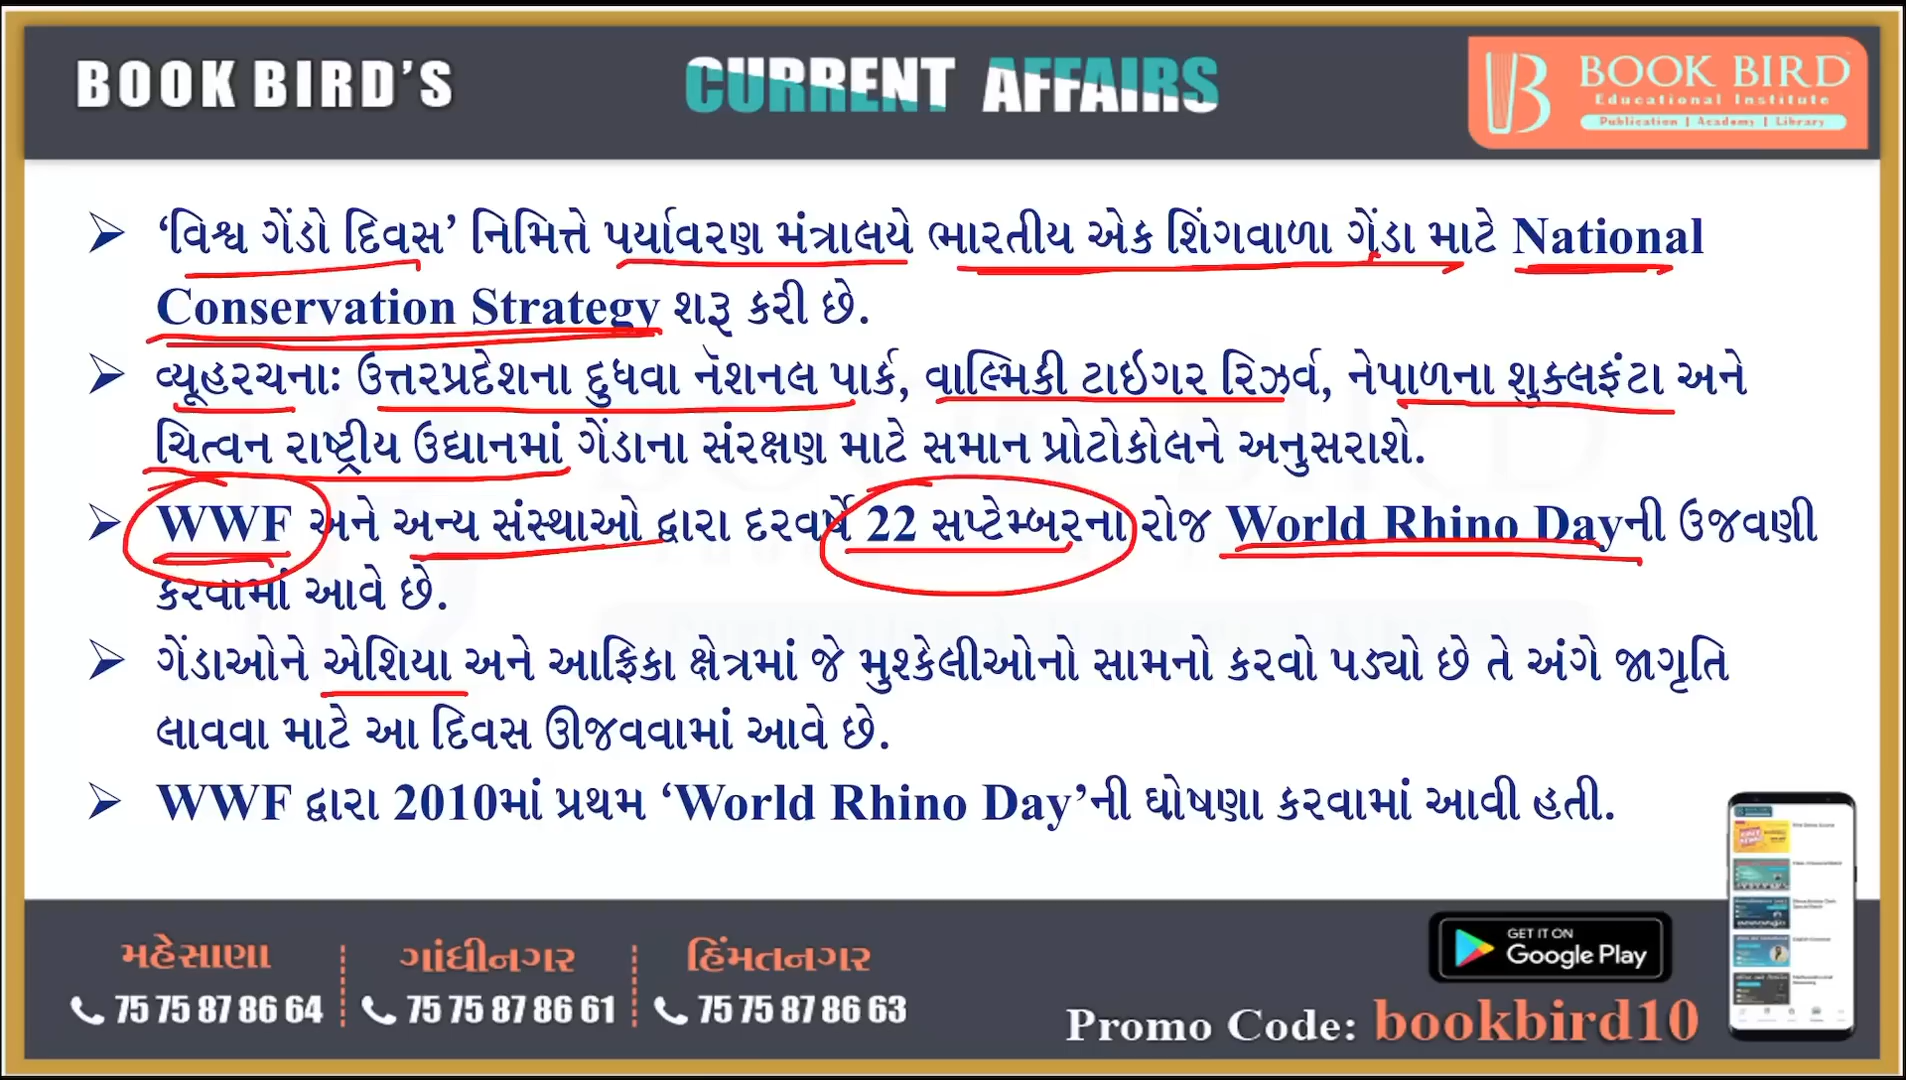 BOOK BIRD'S
CURRENT AFFAIRS
BOOK BIRD
Educational Institute
Publication | Academy | Library
➢ ‘વિશ્વ ગેંડો દિવસ’ નિમિત્તે પર્યાવરણ મંત્રાલયે ભારતીય એક શિંગવાળા ગેંડા માટે National
Conservation Strategy શરૂ કરી છે.
➢ વ્યૂહરચનાઃ ઉત્તરપ્રદેશના દુધવા નૅશનલ પાર્ક, વાલ્મિકી ટાઇગર રિઝર્વ, નેપાળના શુક્લફંટા અને
ચિત્વન રાષ્ટ્રીય ઉદ્યાનમાં ગેંડાના સંરક્ષણ માટે સમાન પ્રોટોકોલને અનુસરાશે.
➢ WWF અને અન્ય સંસ્થાઓ દ્વારા દરવર્ષે 22 સપ્ટેમ્બરના રોજ World Rhino Dayની ઉજવણી
કરવામાં આવે છે.
➢ ગેંડાઓને એશિયા અને આફ્રિકા ક્ષેત્રમાં જે મુશ્કેલીઓનો સામનો કરવો પડ્યો છે તે અંગે જાગૃતિ
લાવવા માટે આ દિવસ ઊજવવામાં આવે છે.
➢ WWF દ્વારા 2010માં પ્રથમ ‘World Rhino Day’ની ઘોષણા કરવામાં આવી હતી.
મહેસાણા
75 75 87 86 64
ગાંધીનગર
75 75 87 86 61
હિંમતનગર
75 75 87 86 63
GET IT ON
Google Play
Promo Code: bookbird10